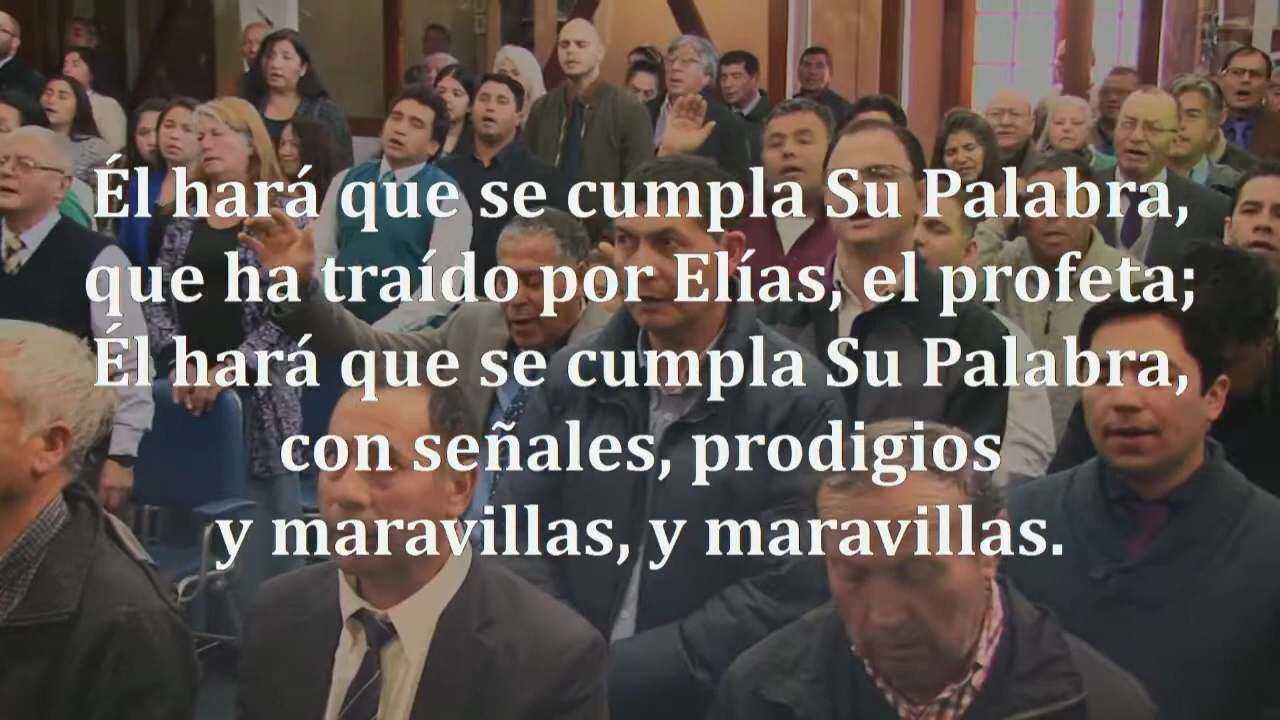 Él hará que se cumpla Su Palabra,
que ha traído por Elías, el profeta;
Él hará que se cumpla Su Palabra,
con señales, prodigios
y maravillas, y maravillas.